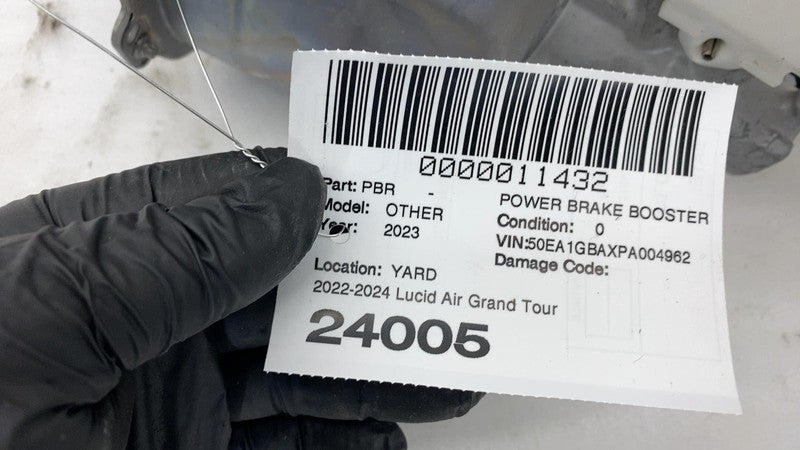 0000011432
Part: PBR - POWER BRAKE BOOSTER
Model: OTHER Condition: 0
Year: 2023 VIN:50EA1GBAXPA004962
Location: YARD Damage Code:
2022-2024 Lucid Air Grand Tour
24005